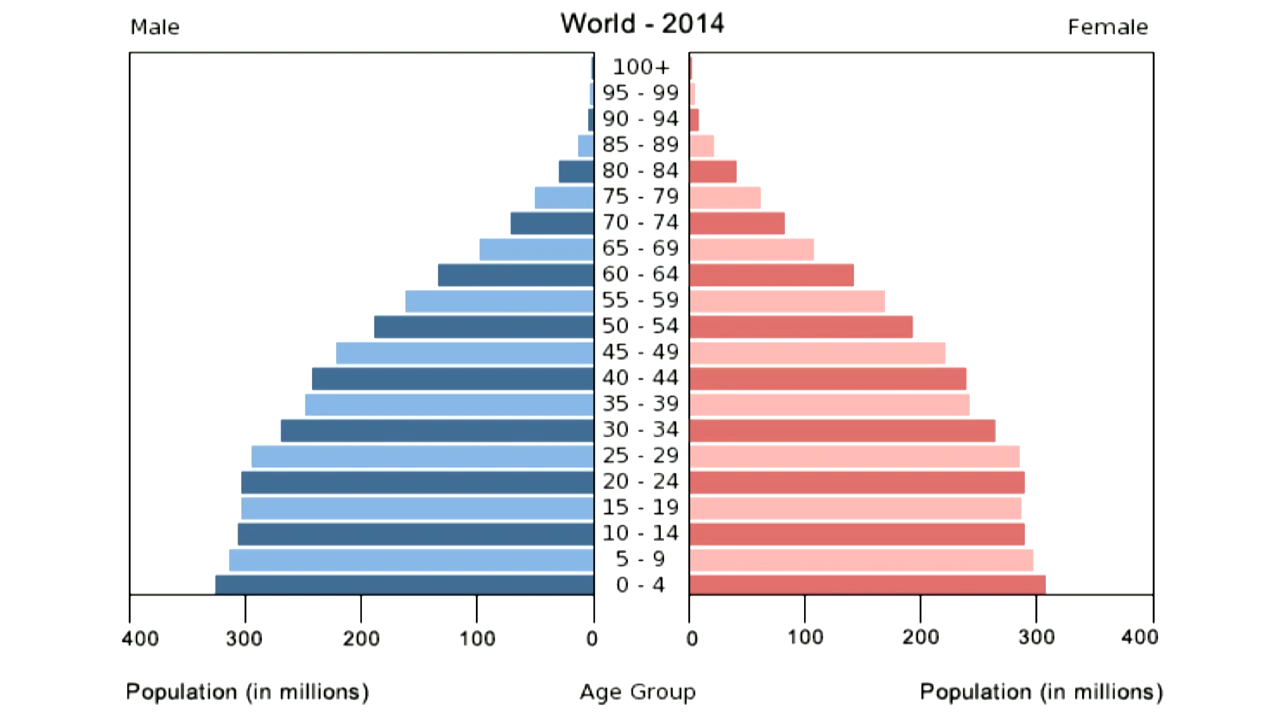 Male World - 2014 Female
100+
95 - 99
90 - 94
85 - 89
80 - 84
75 - 79
70 - 74
65 - 69
60 - 64
55 - 59
50 - 54
45 - 49
40 - 44
35 - 39
30 - 34
25 - 29
20 - 24
15 - 19
10 - 14
5 - 9
0 - 4
400 300 200 100 0 0 100 200 300 400
Population (in millions) Age Group Population (in millions)